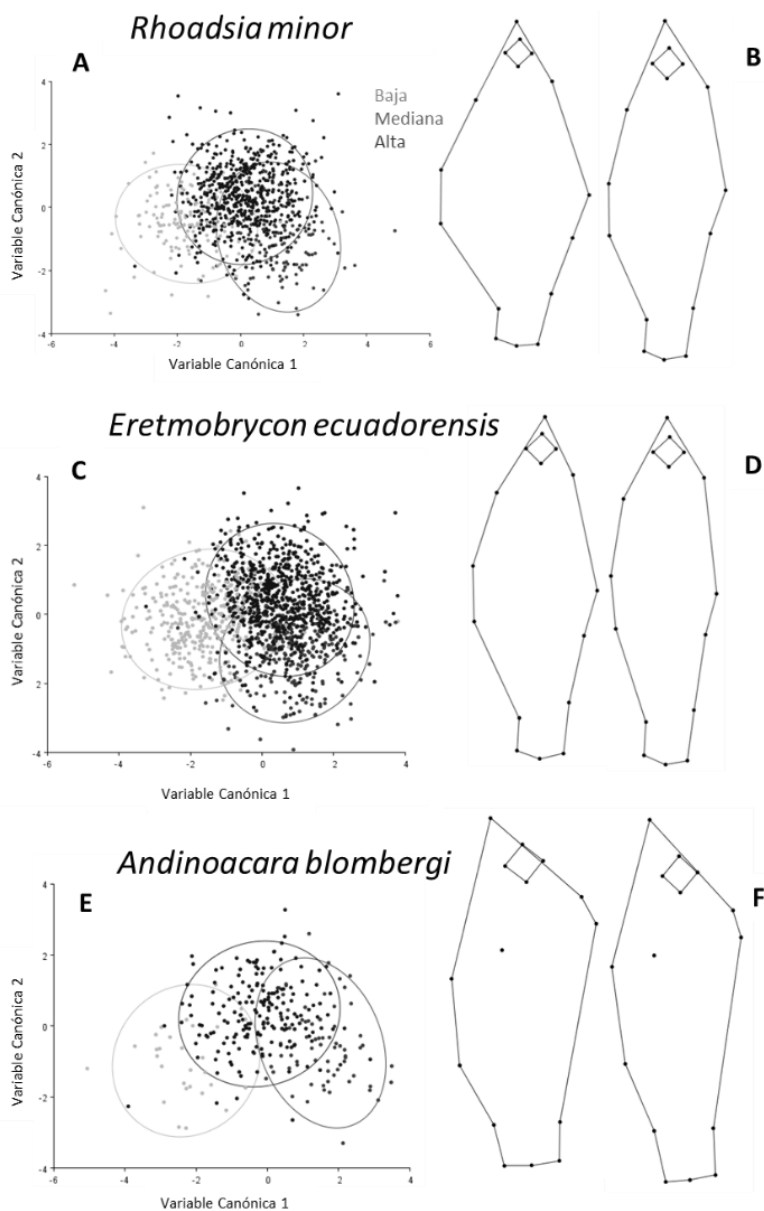 Rhoadsia minor
A
B
Baja
Mediana
Alta
4
2
0
-2
-4
Variable Canónica 2
-6
-4
-2
0
2
4
6
Variable Canónica 1
Eretmobrycon ecuadorensis
C
D
4
2
0
2
-4
Variable Canónica 2
-6
-4
-2
0
2
4
Variable Canónica 1
Andinoacara blombergi
E
F
4
2
0
-2
-4
Variable Canónica 2
-6
-4
-2
0
2
4
Variable Canónica 1